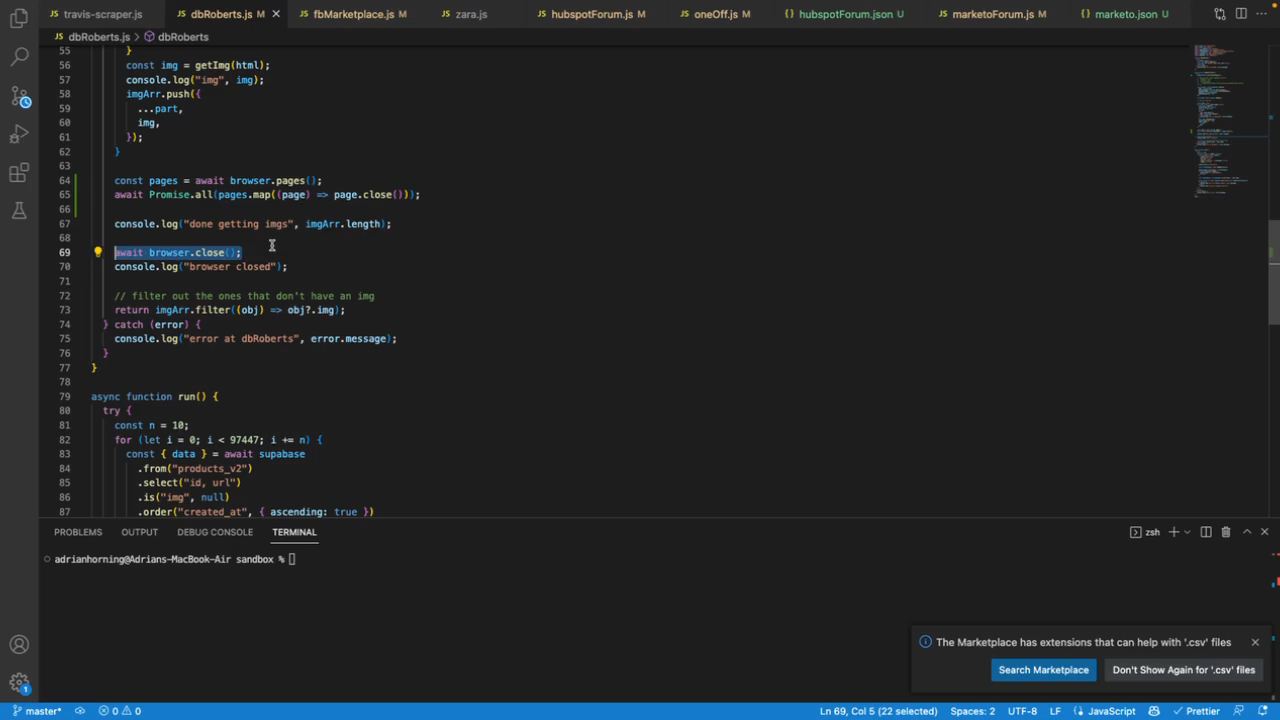 travis-scraper.js
dbRoberts.js M
fbMarketplace.js M
zara.js
hubspotForum.js M
oneOff.js M
hubspotForum.json U
marketoForum.js M
marketo.json U
dbRoberts.js > dbRoberts
55 }
56 const img = getImg(html);
57 console.log("img", img);
58 imgArr.push({
59 ...part,
60 img,
61 });
62 }
63
64 const pages = await browser.pages();
65 await Promise.all(pages.map((page) => page.close()));
66
67 console.log("done getting imgs", imgArr.length);
68
69 await browser.close();
70 console.log("browser closed");
71
72 // filter out the ones that don't have an img
73 return imgArr.filter((obj) => obj?.img);
74 } catch (error) {
75 console.log("error at dbRoberts", error.message);
76 }
77 }
78
79 async function run() {
80 try {
81 const n = 10;
82 for (let i = 0; i < 97447; i += n) {
83 const { data } = await supabase
84 .from("products_v2")
85 .select("id, url")
86 .is("img", null)
87 .order("created_at", { ascending: true })
PROBLEMS OUTPUT DEBUG CONSOLE TERMINAL
zsh
adrianhorning@Adrians-MacBook-Air sandbox %
The Marketplace has extensions that can help with '.csv' files
Search Marketplace
Don't Show Again for '.csv' files
1
master*
0 0
Ln 69, Col 5 (22 selected)
Spaces: 2
UTF-8
LF
JavaScript
Prettier